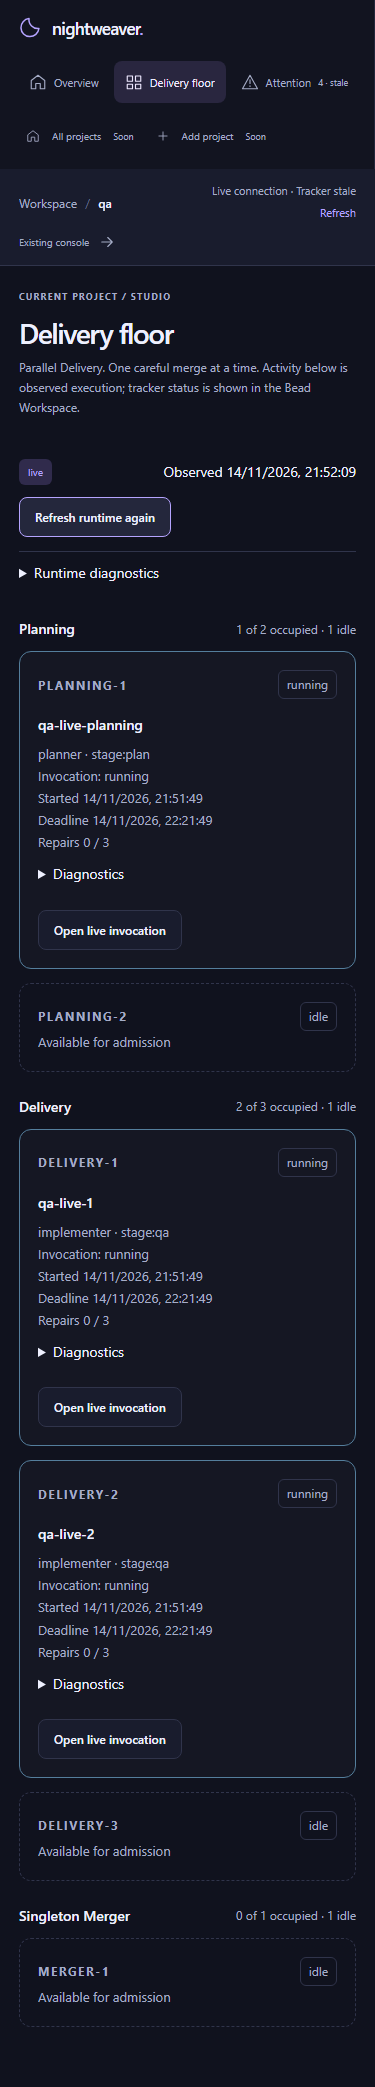 nightweaver.
Overview
Delivery floor
Attention 4 · stale
All projects Soon
Add project Soon
Workspace / qa
Live connection · Tracker stale
Refresh
Existing console →
CURRENT PROJECT / STUDIO
Delivery floor
Parallel Delivery. One careful merge at a time. Activity below is
observed execution; tracker status is shown in the Bead
Workspace.
live
Observed 14/11/2026, 21:52:09
Refresh runtime again
Runtime diagnostics
Planning 1 of 2 occupied · 1 idle
PLANNING-1 running
qa-live-planning
planner · stage:plan
Invocation: running
Started 14/11/2026, 21:51:49
Deadline 14/11/2026, 22:21:49
Repairs 0 / 3
Diagnostics
Open live invocation
PLANNING-2 idle
Available for admission
Delivery 2 of 3 occupied · 1 idle
DELIVERY-1 running
qa-live-1
implementer · stage:qa
Invocation: running
Started 14/11/2026, 21:51:49
Deadline 14/11/2026, 22:21:49
Repairs 0 / 3
Diagnostics
Open live invocation
DELIVERY-2 running
qa-live-2
implementer · stage:qa
Invocation: running
Started 14/11/2026, 21:51:49
Deadline 14/11/2026, 22:21:49
Repairs 0 / 3
Diagnostics
Open live invocation
DELIVERY-3 idle
Available for admission
Singleton Merger 0 of 1 occupied · 1 idle
MERGER-1 idle
Available for admission